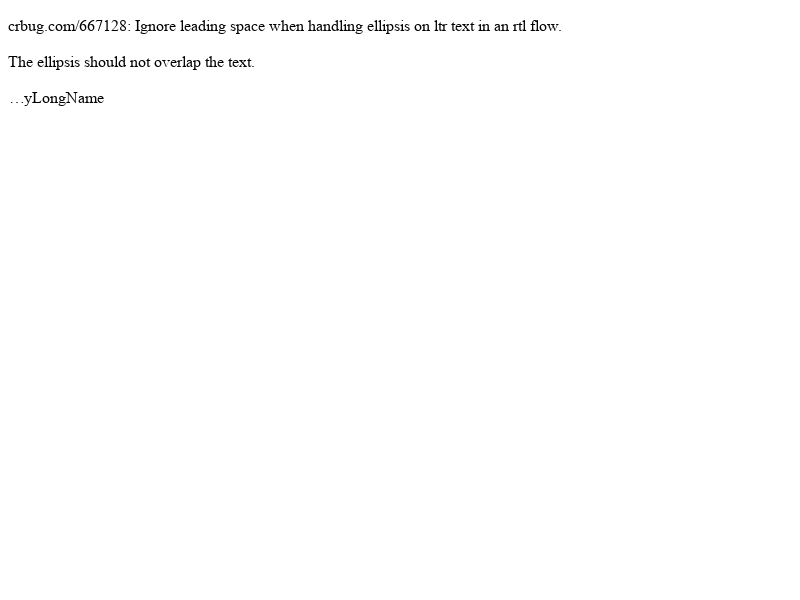 crbug.com/667128: Ignore leading space when handling ellipsis on ltr text in an rtl flow.
The ellipsis should not overlap the text.
…yLongName